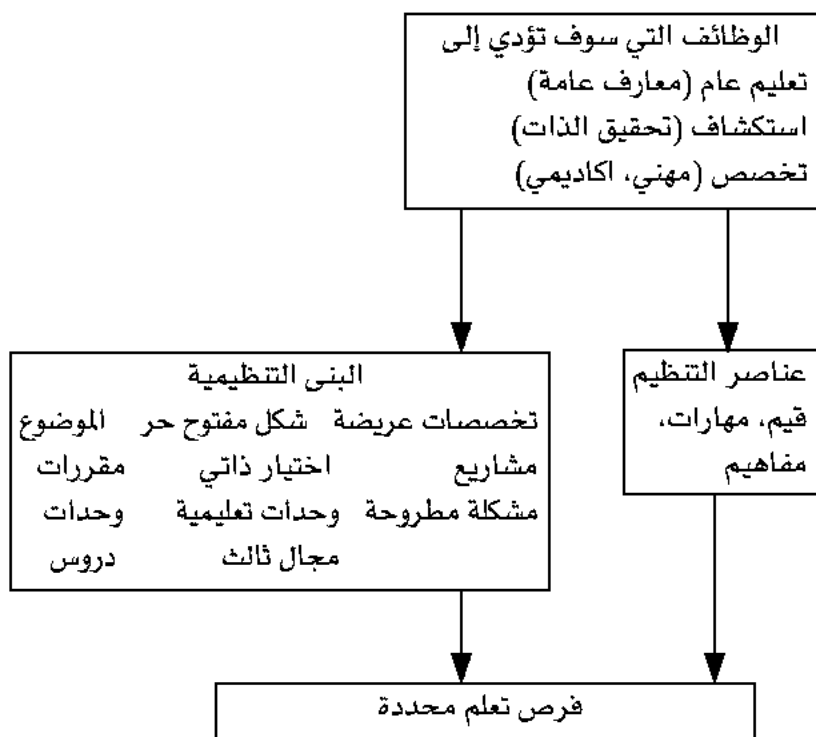 الوظائف التي سوف تؤدي إلى
تعليم عام (معارف عامة)
استكشاف (تحقيق الذات)
تخصص (مهني، اكاديمي)
عناصر التنظيم
قيم، مهارات،
مفاهيم
البنى التنظيمية
تخصصات عريضة شكل مفتوح حر الموضوع
مشاريع اختيار ذاتي مقررات
مشكلة مطروحة وحدات تعليمية وحدات
مجال ثالث دروس
فرص تعلم محددة